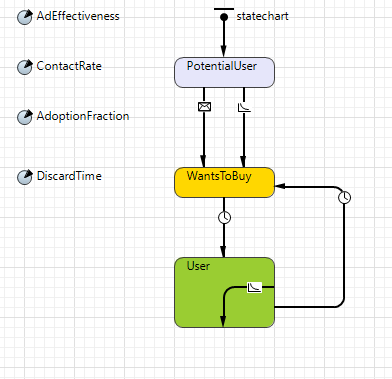 AdEffectiveness
statechart
ContactRate
PotentialUser
AdoptionFraction
DiscardTime
WantsToBuy
User